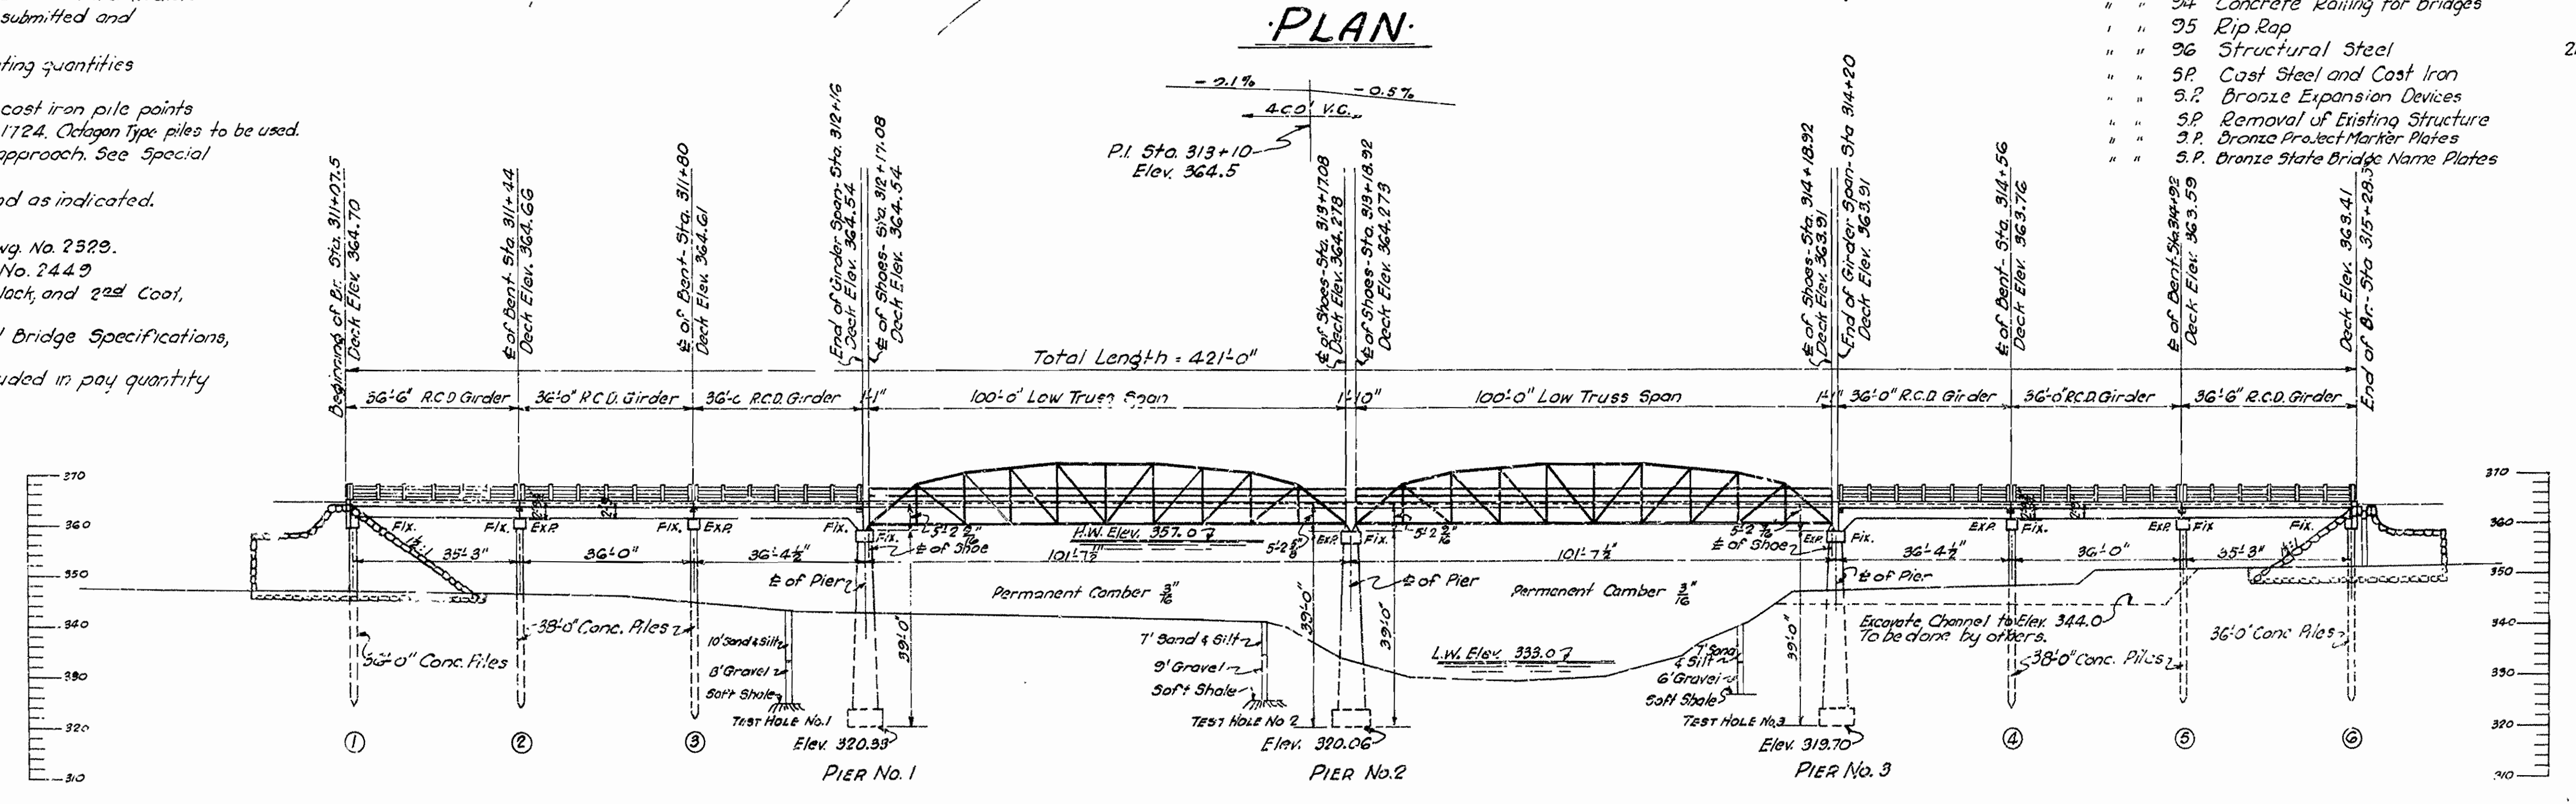 submitted and
ting quantities
cast iron pile points
1724. Octagon Type piles to be used.
approach. See Special
as indicated.
No. 2529.
No. 2449
and 2nd Coat,
Bridge Specifications,
in pay quantity
·PLAN·
-0.1%
-0.5%
400' V.C.
P.I. Sta. 313+10
Elev. 364.5
" " 94 Concrete Railing for Bridges
" " 95 Rip Rap
" " 96 Structural Steel
" " S.P. Cast Steel and Cast Iron
" " S.P. Bronze Expansion Devices
" " S.P. Removal of Existing Structure
" " S.P. Bronze Project Marker Plates
" " S.P. Bronze State Bridge Name Plates
Beginning of Br. Sta. 311+07.5
Deck Elev. 364.70
℄ of Bent-Sta. 311+44
Deck Elev. 364.66
℄ of Bent-Sta. 311+80
Deck Elev. 364.61
End of Girder Span-Sta. 312+16
Deck Elev. 364.54
℄ of Shoes-Sta. 312+17.08
Deck Elev. 364.54
℄ of Shoes-Sta. 313+17.08
Deck Elev. 364.278
℄ of Shoes-Sta. 313+18.92
Deck Elev. 364.273
℄ of Shoes-Sta. 314+18.92
Deck Elev. 363.91
End of Girder Span-Sta 314+20
Deck Elev. 363.91
℄ of Bent-Sta. 314+56
Deck Elev. 363.76
℄ of Bent-Sta. 314+92
Deck Elev. 363.59
Deck Elev. 363.41
End of Br.-Sta 315+28.5
Total Length = 421'-0"
36'-6" R.C.D. Girder
36'-0" R.C.D. Girder
36'-0 R.C.D. Girder
1'-1"
100'-0" Low Truss Span
1'-10"
100'-0" Low Truss Span
1'-1"
36'-0" R.C.D. Girder
36'-0" R.C.D. Girder
36'-6" R.C.D. Girder
370
360
350
340
330
320
310
Fix.
Fix. Exp.
Fix. Exp.
Fix.
Fix.
5'-2 9/16"
H.W. Elev. 357.07
5'-2 9/16"
Exp. Fix.
5'-2 9/16"
5'-2 7/16"
Exp. Fix.
Exp. Fix.
Exp. Fix
Fix.
1½:1
35'-3"
36'-0"
36'-4½"
℄ of Shoe
101'-7½"
101'-7½"
℄ of Shoe
36'-4½"
36'-0"
35'-3"
℄ of Pier
Permanent Camber 3/16"
℄ of Pier
Permanent Camber 3/16"
℄ of Pier
36'-0" Conc. Piles
38'-0" Conc. Piles
10' Sand & Silt
8' Gravel
Soft Shale
TEST HOLE No. 1
39'-0"
7' Sand & Silt
9' Gravel
Soft Shale
TEST HOLE No 2
39'-0"
39'-0"
L.W. Elev. 333.07
7' Sand
& Silt
6' Gravel
Soft Shale
TEST HOLE No. 3
39'-0"
Excavate Channel to Elev. 344.0
To be done by others.
38'-0" Conc. Piles
36'-0" Conc Piles
370
360
350
340
330
320
310
①
②
③
Elev. 320.39
Elev. 320.06
Elev. 319.70
④
⑤
⑥
PIER No. 1
PIER No. 2
PIER No. 3